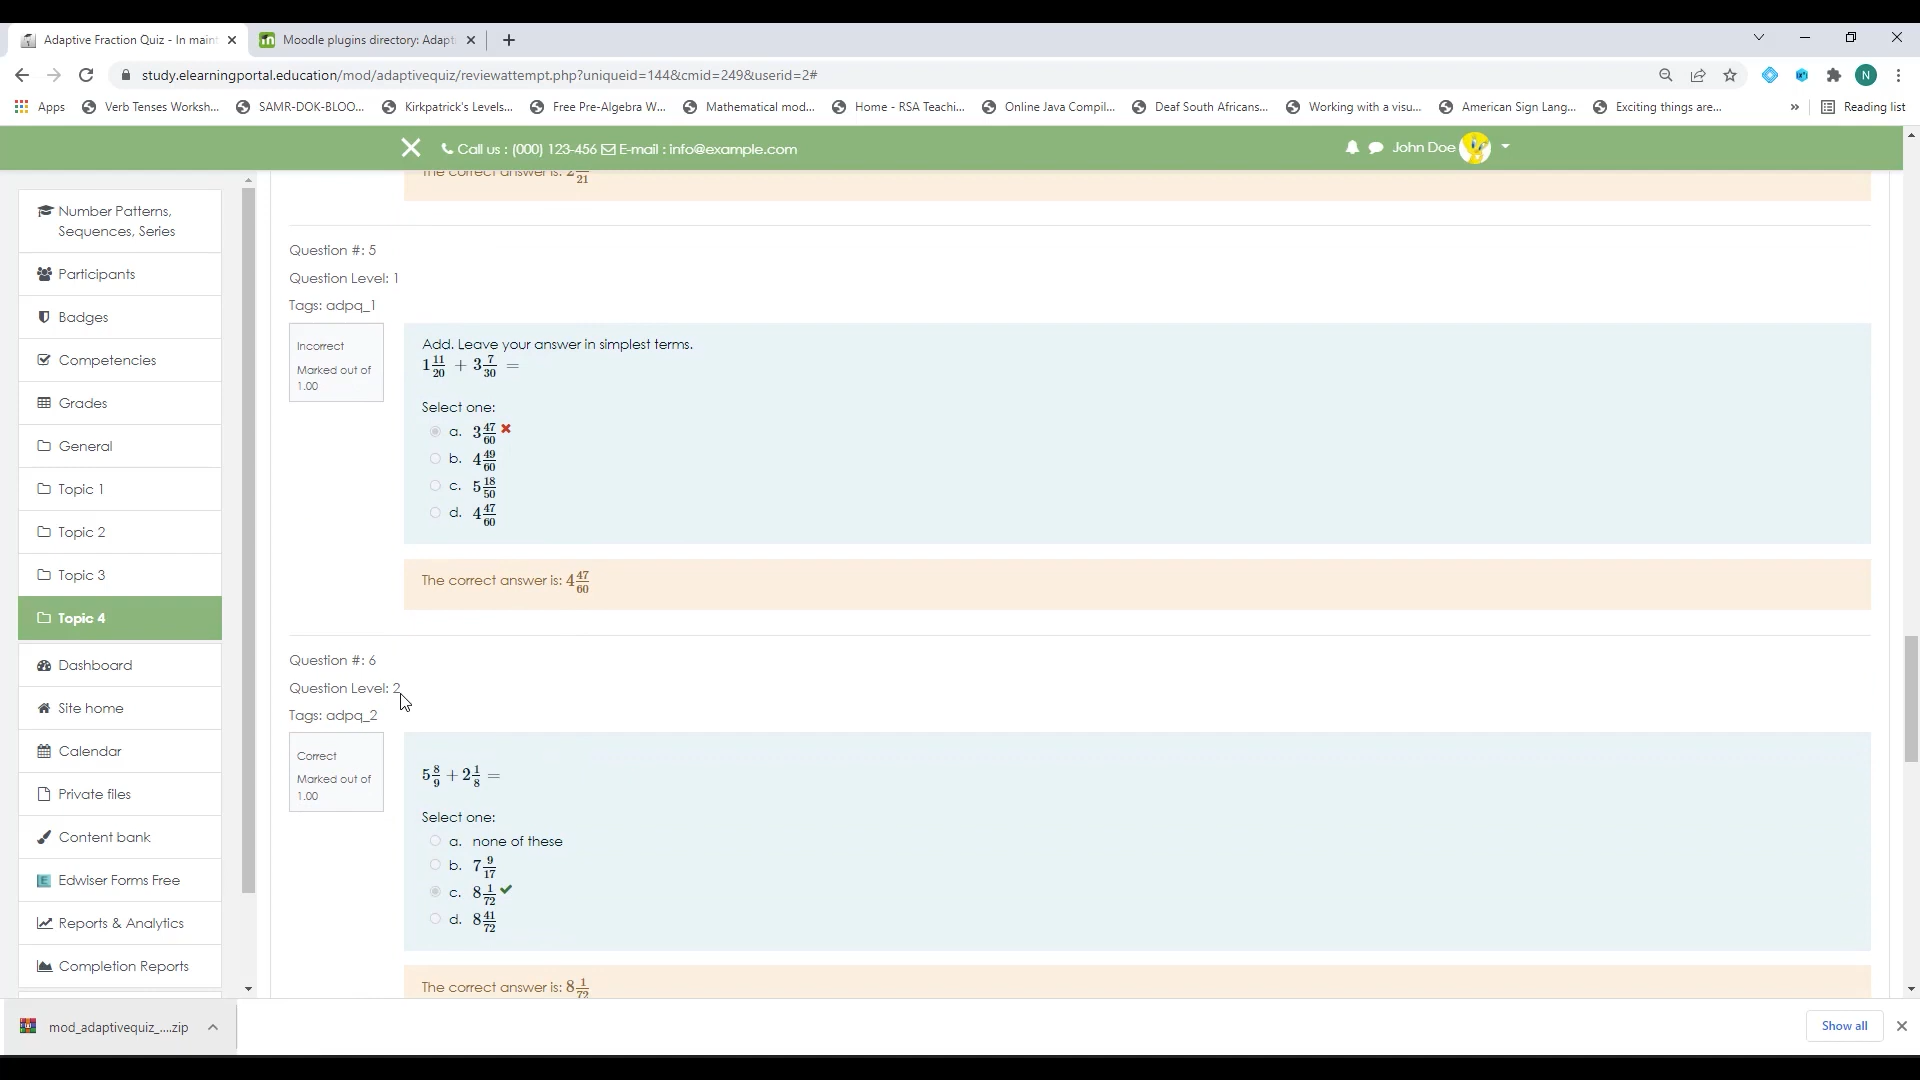 Adaptive Fraction Quiz - In maint
Moodle plugins directory: Adapt
study.elearningportal.education/mod/adaptivequiz/reviewattempt.php?uniqueid=144&cmid=249&userid=2#
N
Apps
Verb Tenses Worksh...
SAMR-DOK-BLOO...
Kirkpatrick's Levels...
Free Pre-Algebra W...
Mathematical mod...
Home - RSA Teachi...
Online Java Compil...
Deaf South Africans...
Working with a visu...
American Sign Lang...
Exciting things are...
»
Reading list
Call us : (000) 123-456 E-mail : info@example.com
John Doe
Number Patterns,
Sequences, Series
Participants
Badges
Competencies
Grades
General
Topic 1
Topic 2
Topic 3
Topic 4
Dashboard
Site home
Calendar
Private files
Content bank
Edwiser Forms Free
Reports & Analytics
Completion Reports
The correct answer is: 2 /21
Question #: 5
Question Level: 1
Tags: adpq_1
Incorrect
Marked out of
1.00
Add. Leave your answer in simplest terms.
1 11/20 + 3 7/30 =
Select one:
a. 3 47/60
b. 4 49/60
c. 5 18/50
d. 4 47/60
The correct answer is: 4 47/60
Question #: 6
Question Level: 2
Tags: adpq_2
Correct
Marked out of
1.00
5 8/9 + 2 1/8 =
Select one:
a. none of these
b. 7 9/17
c. 8 1/72
d. 8 41/72
The correct answer is: 8 1/72
mod_adaptivequiz_....zip
Show all